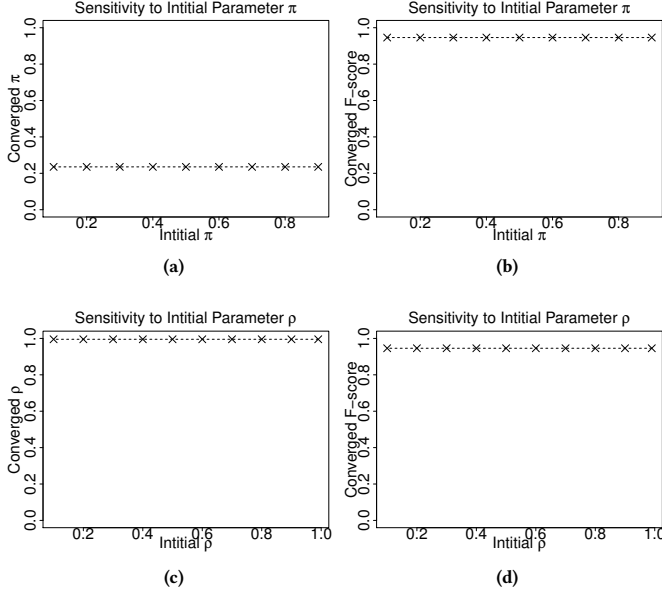 Sensitivity to Intitial Parameter π
Converged π
0.0 0.2 0.4 0.6 0.8 1.0
0.2 0.4 0.6 0.8
Intitial π
(a)
Sensitivity to Intitial Parameter π
Converged F-score
0.0 0.2 0.4 0.6 0.8 1.0
0.2 0.4 0.6 0.8
Intitial π
(b)
Sensitivity to Intitial Parameter ρ
Converged ρ
0.0 0.2 0.4 0.6 0.8 1.0
0.2 0.4 0.6 0.8 1.0
Intitial ρ
(c)
Sensitivity to Intitial Parameter ρ
Converged F-score
0.0 0.2 0.4 0.6 0.8 1.0
0.2 0.4 0.6 0.8 1.0
Intitial ρ
(d)